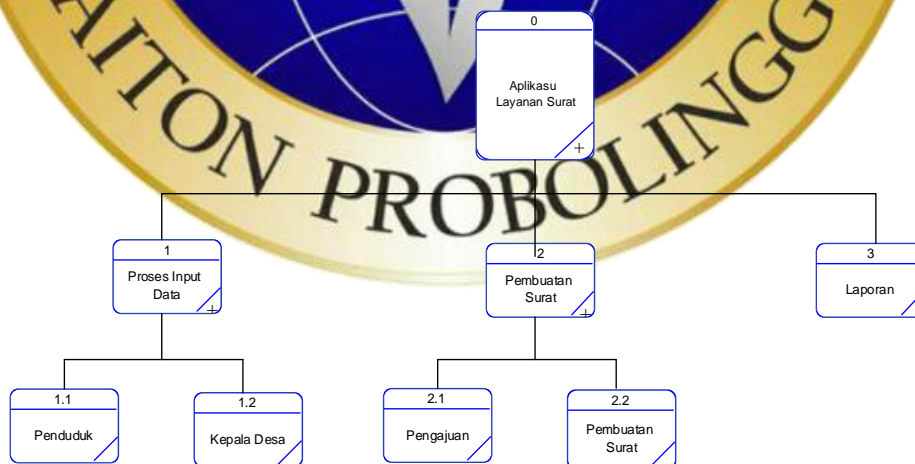 AITON PROBOLINGG
0
Aplikasu
Layanan Surat
1
Proses Input
Data
2
Pembuatan
Surat
3
Laporan
1.1
Penduduk
1.2
Kepala Desa
2.1
Pengajuan
2.2
Pembuatan
Surat